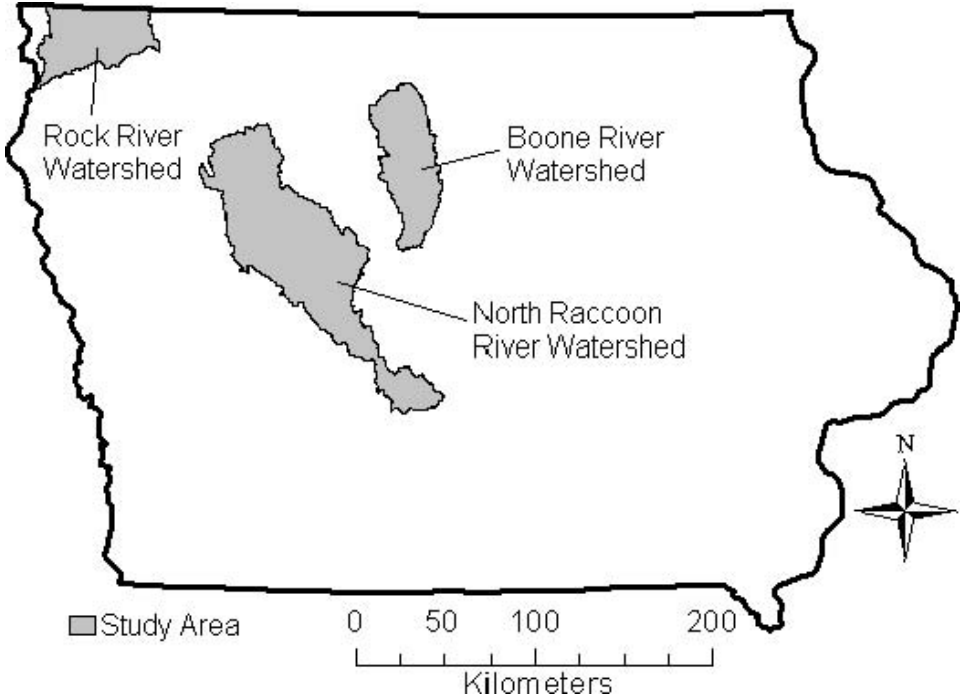 Rock River
Watershed
Boone River
Watershed
North Raccoon
River Watershed
N
Study Area
0 50 100 200
Kilometers